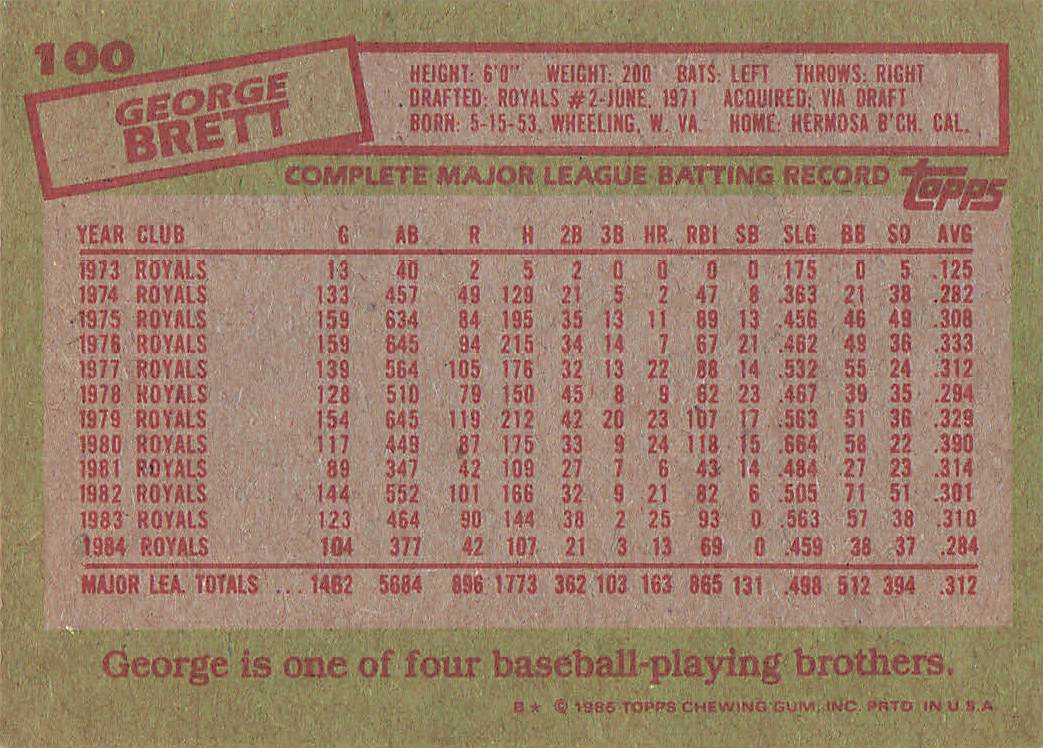 100
GEORGE
BRETT
HEIGHT: 6'0" WEIGHT: 200 BATS: LEFT THROWS: RIGHT
DRAFTED: ROYALS #2-JUNE, 1971 ACQUIRED: VIA DRAFT
BORN: 5-15-53, WHEELING, W. VA. HOME: HERMOSA B'CH. CAL.
COMPLETE MAJOR LEAGUE BATTING RECORD topps
YEAR CLUB G AB R H 2B 3B HR RBI SB SLG BB SO AVG
1973 ROYALS 13 40 2 5 2 0 0 0 0 .175 0 5 .125
1974 ROYALS 133 457 49 129 21 5 2 47 8 .363 21 38 .282
1975 ROYALS 159 634 84 195 35 13 11 89 13 .456 46 49 .308
1976 ROYALS 159 645 94 215 34 14 7 67 21 .462 49 36 .333
1977 ROYALS 139 564 105 176 32 13 22 88 14 .532 55 24 .312
1978 ROYALS 128 510 79 150 45 8 9 62 23 .467 39 35 .294
1979 ROYALS 154 645 119 212 42 20 23 107 17 .563 51 36 .329
1980 ROYALS 117 449 87 175 33 9 24 118 15 .664 58 22 .390
1981 ROYALS 89 347 42 109 27 7 6 43 14 .484 27 23 .314
1982 ROYALS 144 552 101 166 32 9 21 82 6 .505 71 51 .301
1983 ROYALS 123 464 90 144 38 2 25 93 0 .563 57 38 .310
1984 ROYALS 104 377 42 107 21 3 13 69 0 .459 38 37 .284
MAJOR LEA. TOTALS ... 1462 5684 896 1773 362 103 163 865 131 .498 512 394 .312
George is one of four baseball-playing brothers.
B* © 1985 TOPPS CHEWING GUM, INC. PRTD. IN U.S.A.